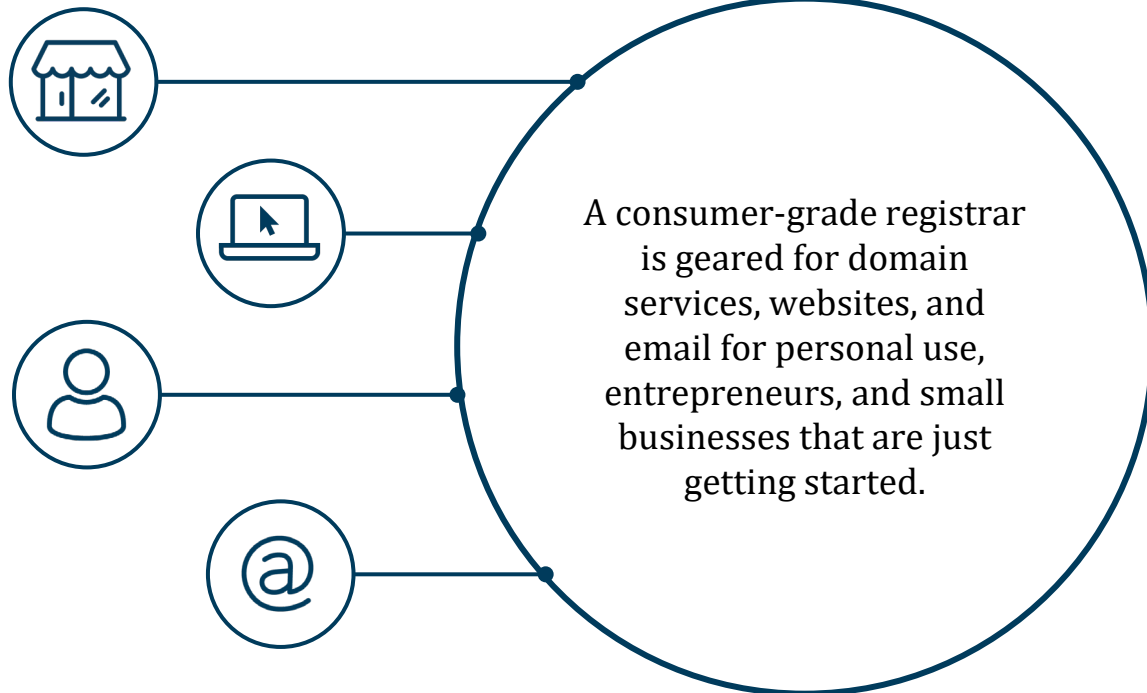 A consumer-grade registrar
is geared for domain
services, websites, and
email for personal use,
entrepreneurs, and small
businesses that are just
getting started.
@